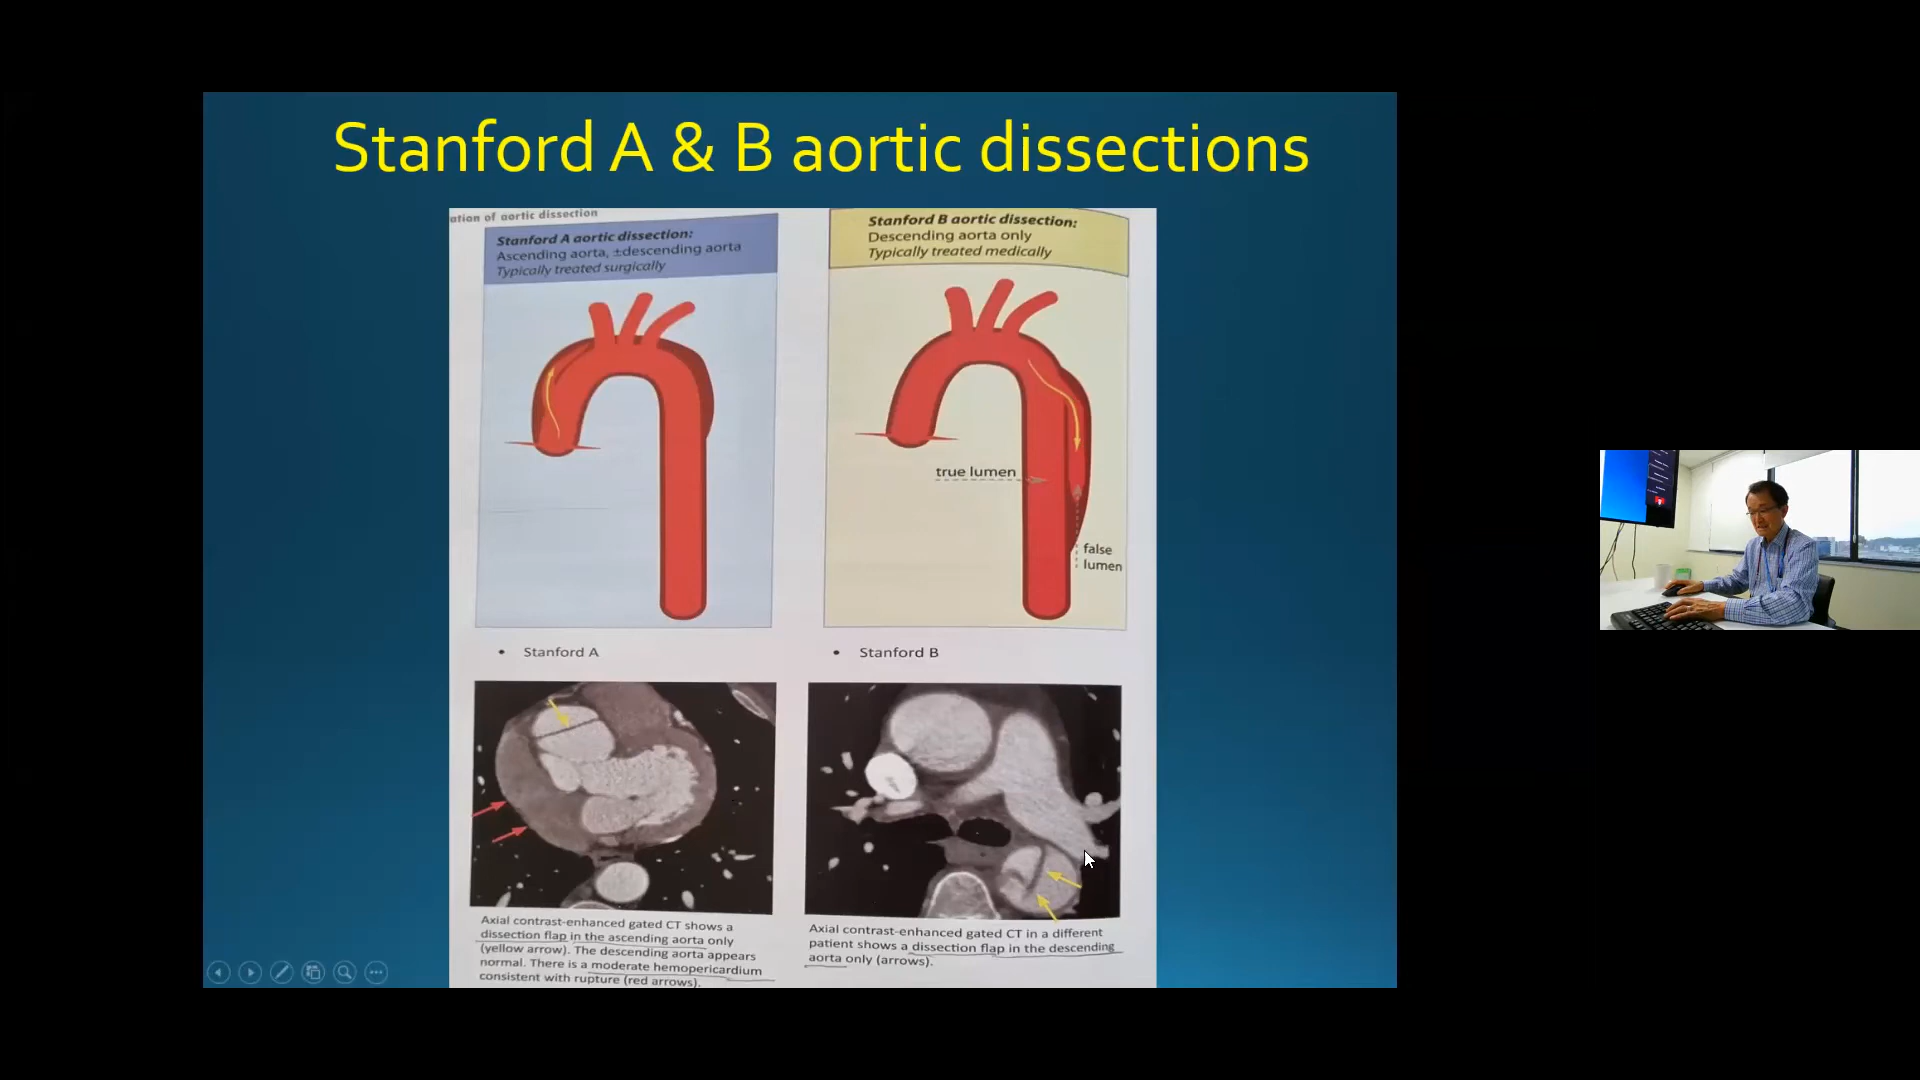 Stanford A & B aortic dissections
ation of aortic dissection
Stanford A aortic dissection:
Ascending aorta, ±descending aorta
Typically treated surgically
Stanford B aortic dissection:
Descending aorta only
Typically treated medically
true lumen
false
lumen
• Stanford A
• Stanford B
Axial contrast-enhanced gated CT shows a
dissection flap in the ascending aorta only
(yellow arrow). The descending aorta appears
normal. There is a moderate hemopericardium
consistent with rupture (red arrows).
Axial contrast-enhanced gated CT in a different
patient shows a dissection flap in the descending
aorta only (arrows).